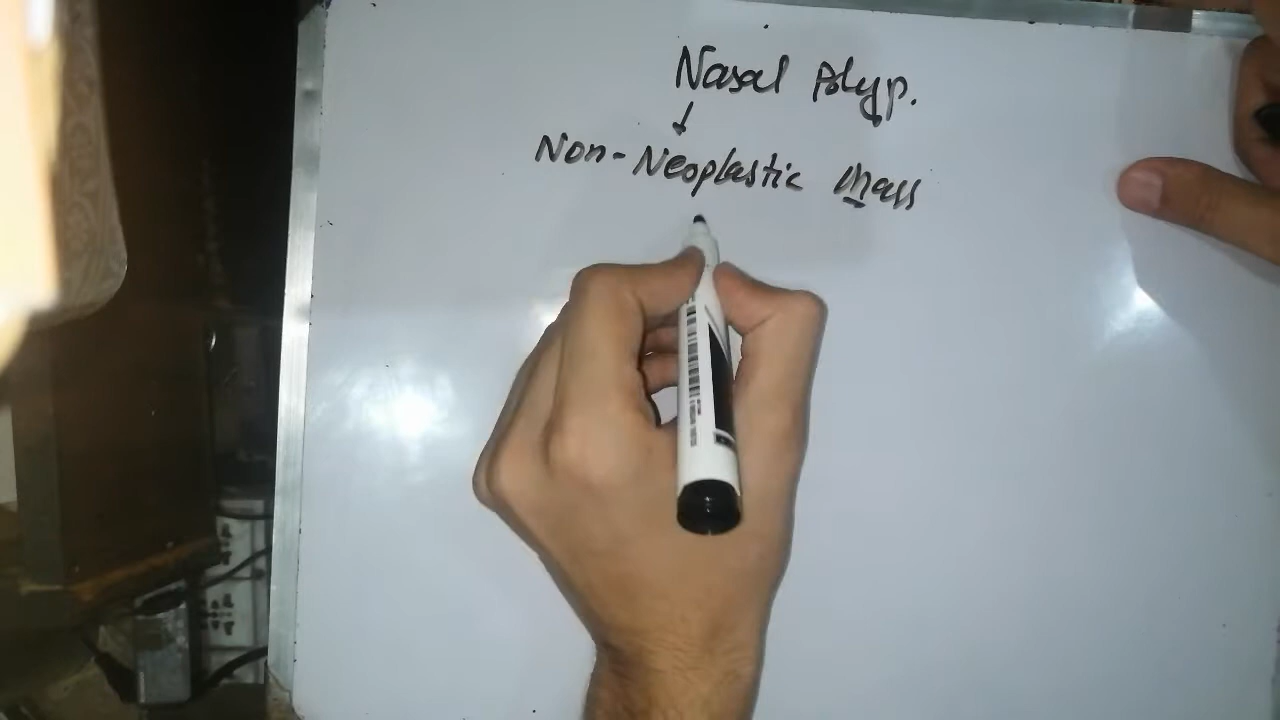 Nasal Polyp.
↓
Non-Neoplastic Mass